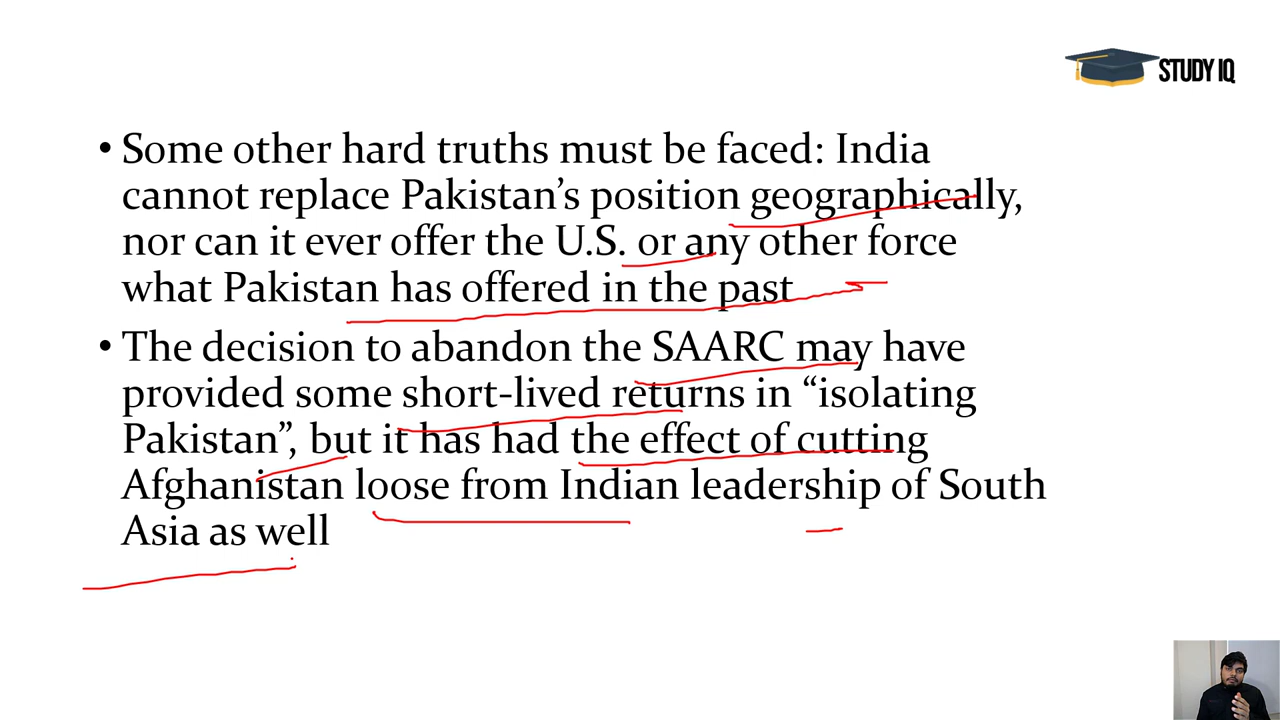 STUDY IQ
• Some other hard truths must be faced: India
cannot replace Pakistan’s position geographically,
nor can it ever offer the U.S. or any other force
what Pakistan has offered in the past
• The decision to abandon the SAARC may have
provided some short-lived returns in “isolating
Pakistan”, but it has had the effect of cutting
Afghanistan loose from Indian leadership of South
Asia as well